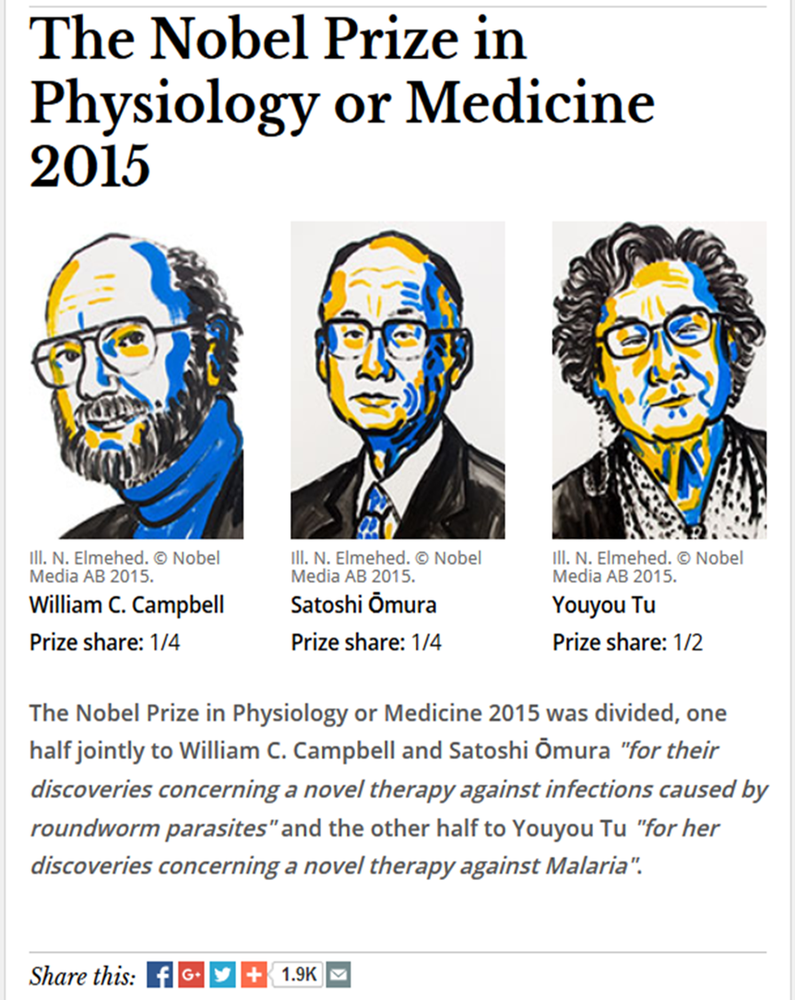 The Nobel Prize in
Physiology or Medicine
2015
Ill. N. Elmehed. © Nobel
Media AB 2015.
William C. Campbell
Prize share: 1/4
Ill. N. Elmehed. © Nobel
Media AB 2015.
Satoshi Ōmura
Prize share: 1/4
Ill. N. Elmehed. © Nobel
Media AB 2015.
Youyou Tu
Prize share: 1/2
The Nobel Prize in Physiology or Medicine 2015 was divided, one
half jointly to William C. Campbell and Satoshi Ōmura "for their
discoveries concerning a novel therapy against infections caused by
roundworm parasites" and the other half to Youyou Tu "for her
discoveries concerning a novel therapy against Malaria".
Share this: f G+ + 1.9K